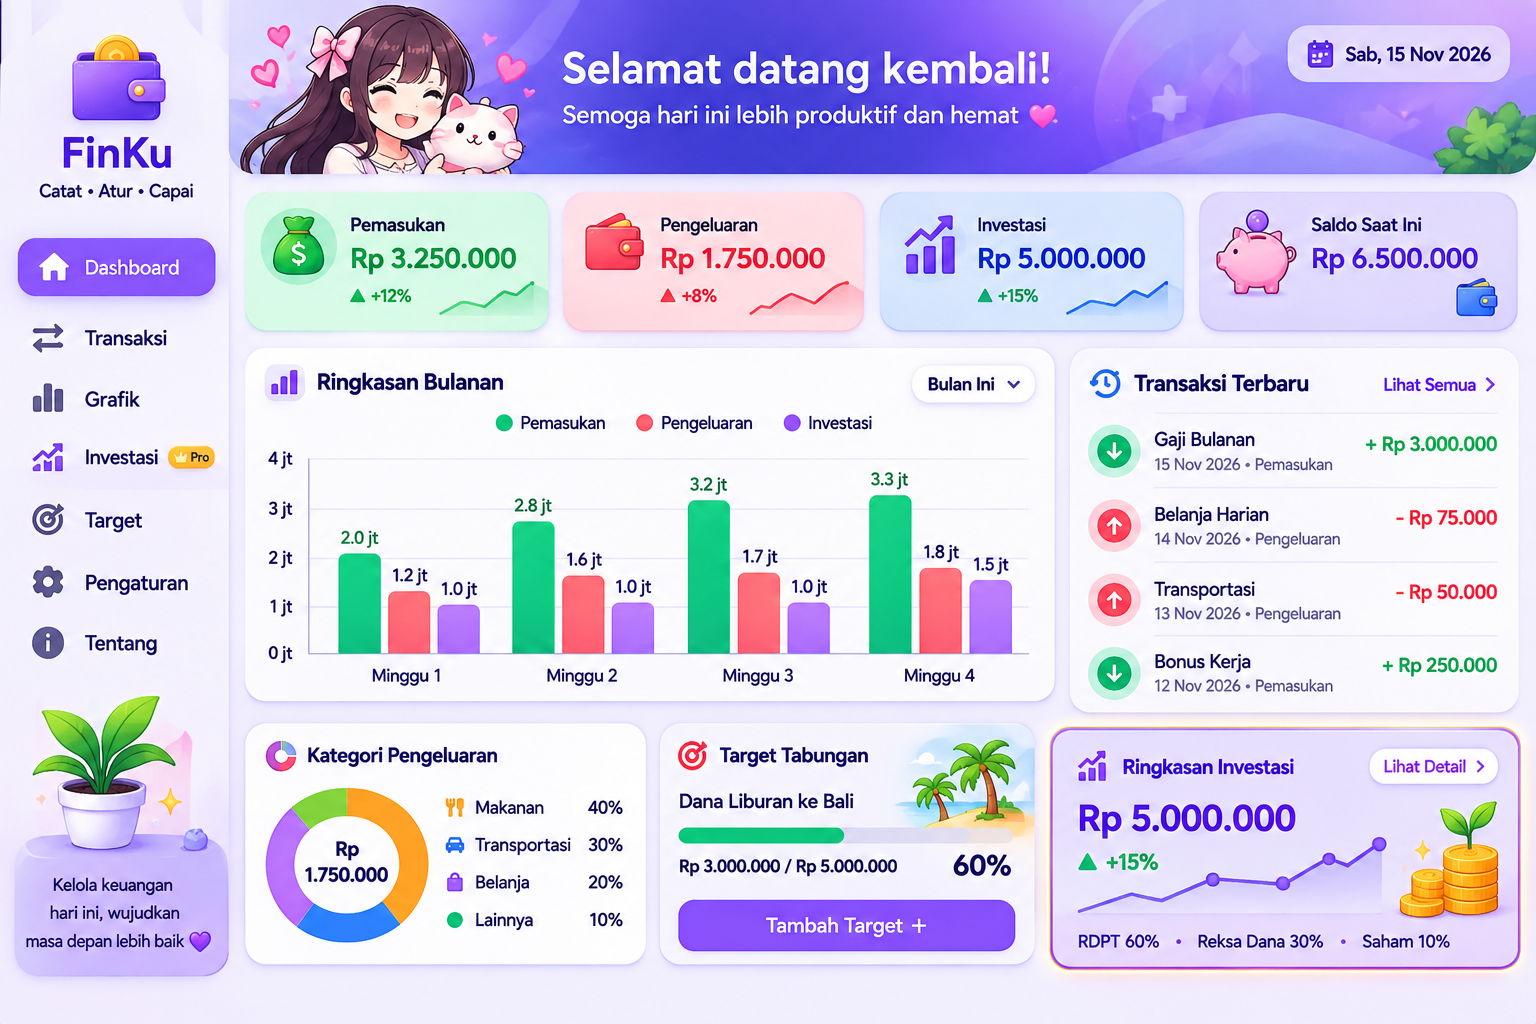 FinKu
Catat • Atur • Capai
Dashboard
Transaksi
Grafik
Investasi Pro
Target
Pengaturan
Tentang
Kelola keuangan
hari ini, wujudkan
masa depan lebih baik 💜
Selamat datang kembali!
Semoga hari ini lebih produktif dan hemat 💗
Sab, 15 Nov 2026
Pemasukan
Rp 3.250.000
▲ +12%
$
Pengeluaran
Rp 1.750.000
▲ +8%
Investasi
Rp 5.000.000
▲ +15%
Saldo Saat Ini
Rp 6.500.000
Ringkasan Bulanan
Bulan Ini
Pemasukan Pengeluaran Investasi
4 jt
3 jt
2 jt
1 jt
0 jt
2.0 jt 1.2 jt 1.0 jt
2.8 jt 1.6 jt 1.0 jt
3.2 jt 1.7 jt 1.0 jt
3.3 jt 1.8 jt 1.5 jt
Minggu 1 Minggu 2 Minggu 3 Minggu 4
Transaksi Terbaru
Lihat Semua >
Gaji Bulanan + Rp 3.000.000
15 Nov 2026 • Pemasukan
Belanja Harian - Rp 75.000
14 Nov 2026 • Pengeluaran
Transportasi - Rp 50.000
13 Nov 2026 • Pengeluaran
Bonus Kerja + Rp 250.000
12 Nov 2026 • Pemasukan
Kategori Pengeluaran
Rp
1.750.000
Makanan 40%
Transportasi 30%
Belanja 20%
Lainnya 10%
Target Tabungan
Dana Liburan ke Bali
Rp 3.000.000 / Rp 5.000.000 60%
Tambah Target +
Ringkasan Investasi
Lihat Detail >
Rp 5.000.000
▲ +15%
RDPT 60% • Reksa Dana 30% • Saham 10%